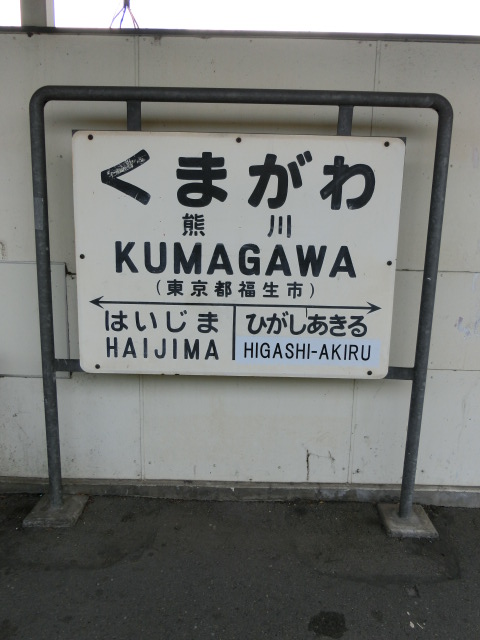 くまがわ
熊川
KUMAGAWA
(東京都福生市)
はいじま ひがしあきる
HAIJIMA HIGASHI-AKIRU